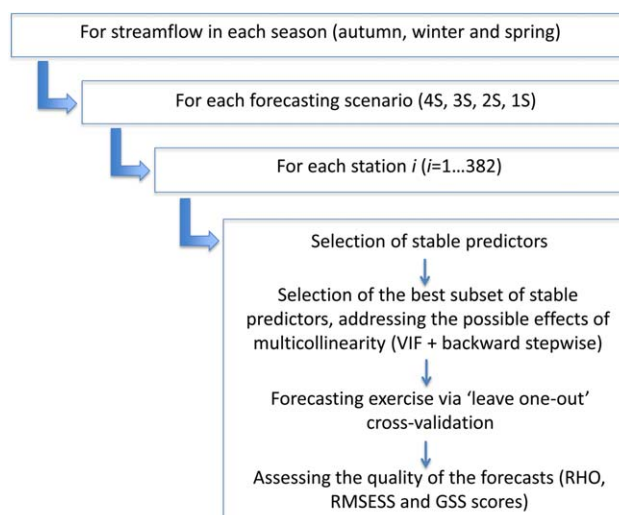 For streamflow in each season (autumn, winter and spring)
For each forecasting scenario (4S, 3S, 2S, 1S)
For each station i (i=1...382)
Selection of stable predictors
Selection of the best subset of stable
predictors, addressing the possible effects of
multicollinearity (VIF + backward stepwise)
Forecasting exercise via ‘leave one-out’
cross-validation
Assessing the quality of the forecasts (RHO,
RMSESS and GSS scores)